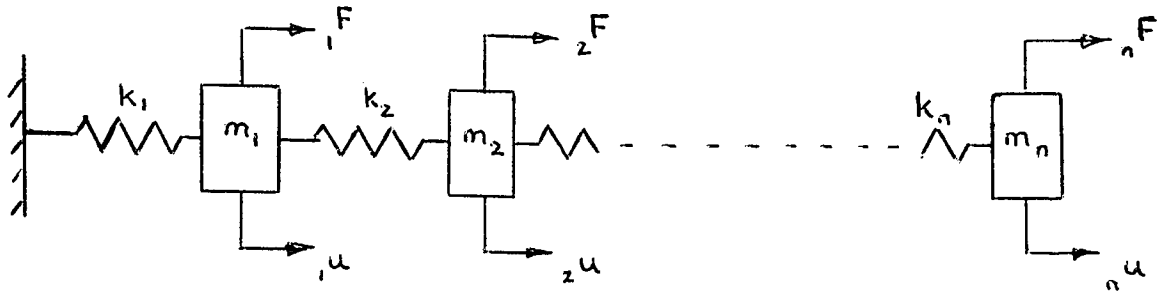 ₁F ₂F ₙF
k₁ k₂ kₙ
m₁ m₂ mₙ
₁u ₂u ₙu